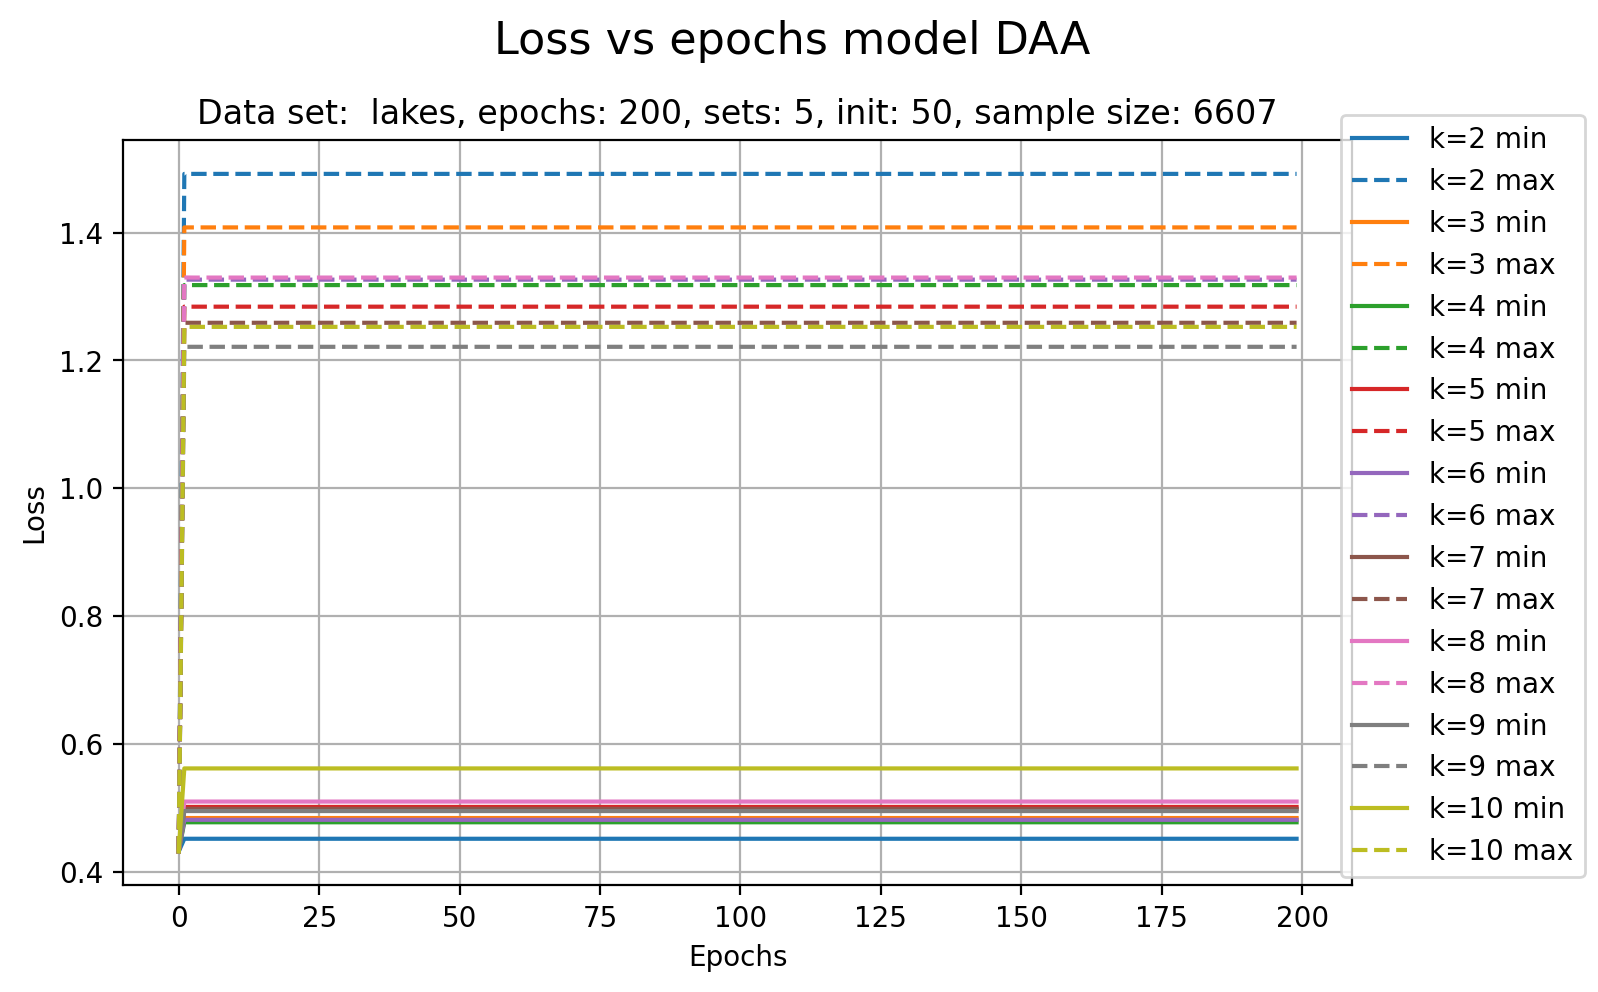 Loss vs epochs model DAA
Data set:  lakes, epochs: 200, sets: 5, init: 50, sample size: 6607
Loss
1.4
1.2
1.0
0.8
0.6
0.4
0 25 50 75 100 125 150 175 200
Epochs
k=2 min
k=2 max
k=3 min
k=3 max
k=4 min
k=4 max
k=5 min
k=5 max
k=6 min
k=6 max
k=7 min
k=7 max
k=8 min
k=8 max
k=9 min
k=9 max
k=10 min
k=10 max